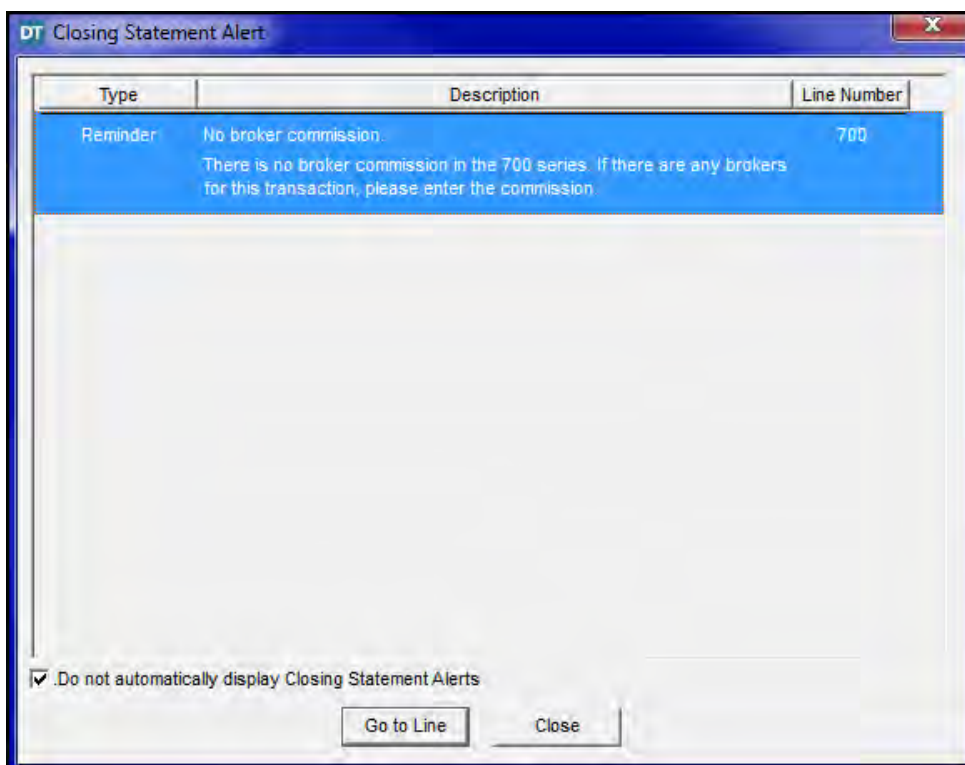 DT Closing Statement Alert
X
Type Description Line Number
Reminder No broker commission. 700
There is no broker commission in the 700 series. If there are any brokers
for this transaction, please enter the commission.
.Do not automatically display Closing Statement Alerts
Go to Line Close